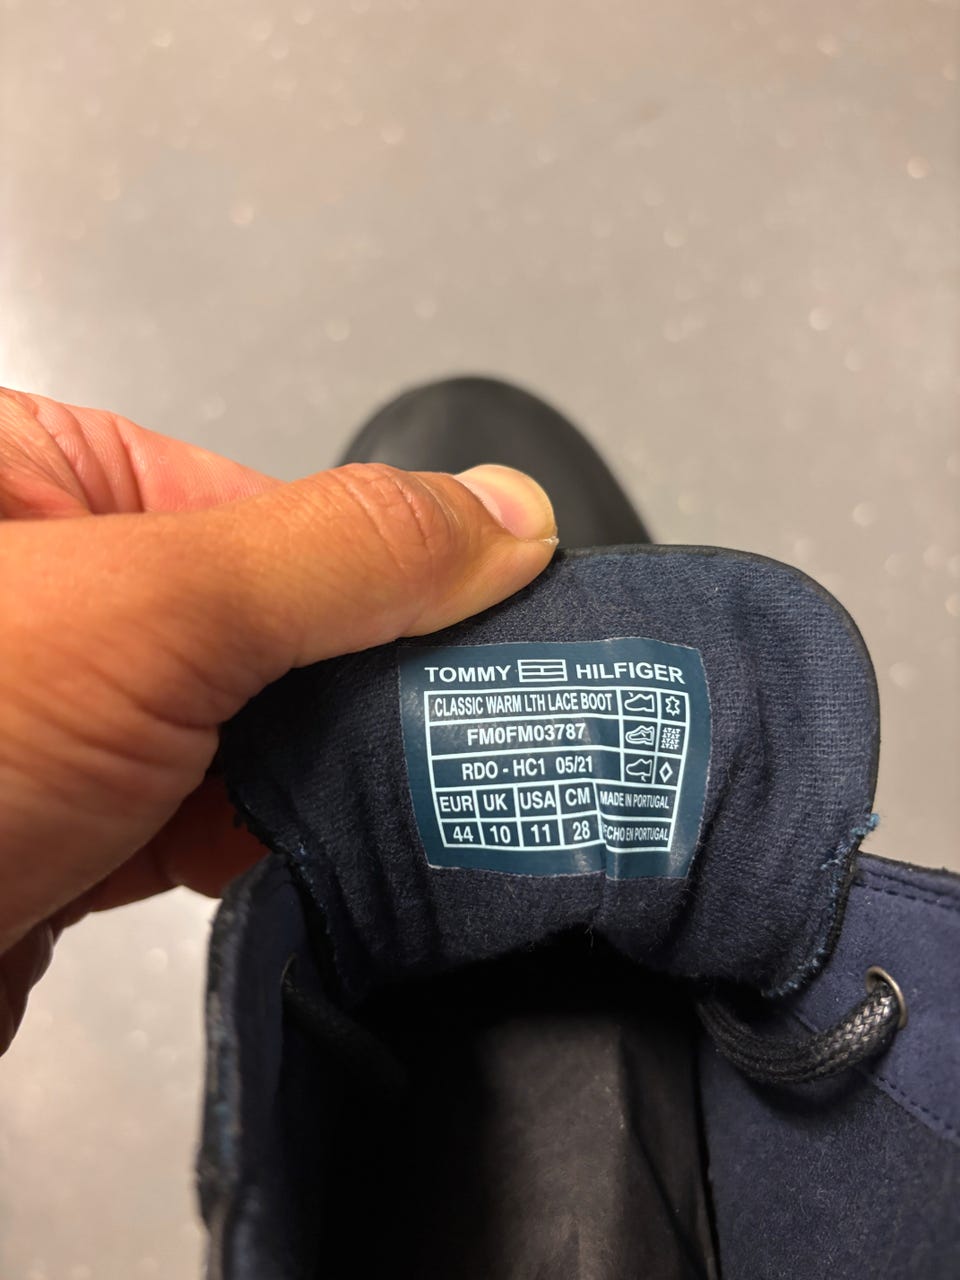 TOMMY HILFIGER
CLASSIC WARM LTH LACE BOOT
FM0FM03787
RDO - HC1 05/21
EUR UK USA CM MADE IN PORTUGAL
44 10 11 28 ECHO EN PORTUGAL